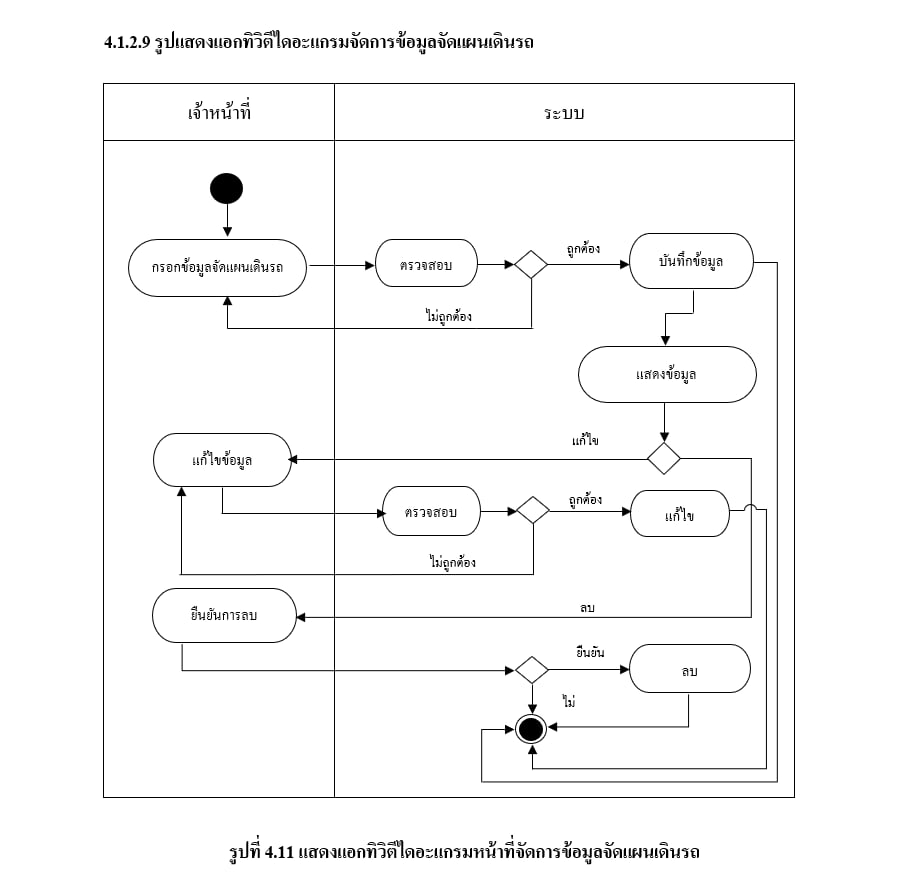 4.1.2.9 รูปแสดงแอกทิวิตีไดอะแกรมจัดการข้อมูลจัดแผนเดินรถ
เจ้าหน้าที่
ระบบ
กรอกข้อมูลจัดแผนเดินรถ
ตรวจสอบ
ถูกต้อง
บันทึกข้อมูล
ไม่ถูกต้อง
แสดงข้อมูล
แก้ไข
แก้ไขข้อมูล
ตรวจสอบ
ถูกต้อง
แก้ไข
ไม่ถูกต้อง
ลบ
ยืนยันการลบ
ยืนยัน
ลบ
ไม่
รูปที่ 4.11 แสดงแอกทิวิตีไดอะแกรมหน้าที่จัดการข้อมูลจัดแผนเดินรถ